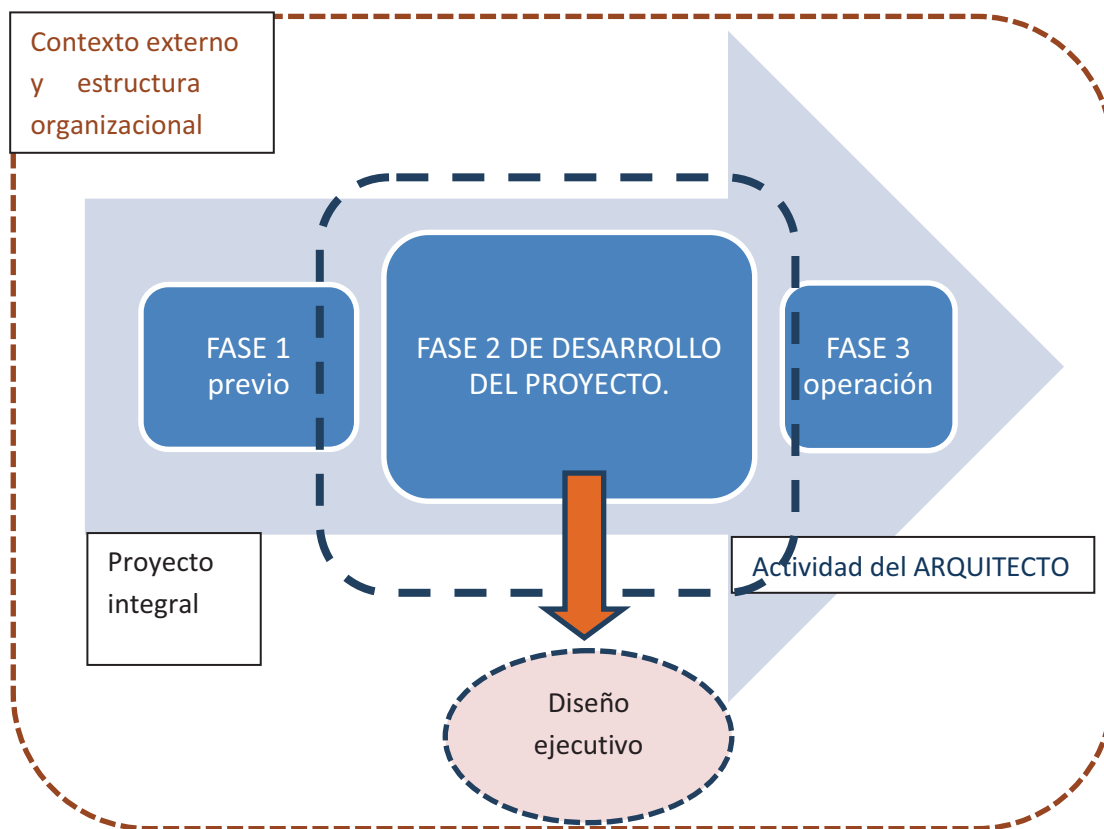 Contexto externo
y estructura
organizacional
FASE 1
previo
FASE 2 DE DESARROLLO
DEL PROYECTO.
FASE 3
operación
Proyecto
integral
Actividad del ARQUITECTO
Diseño
ejecutivo